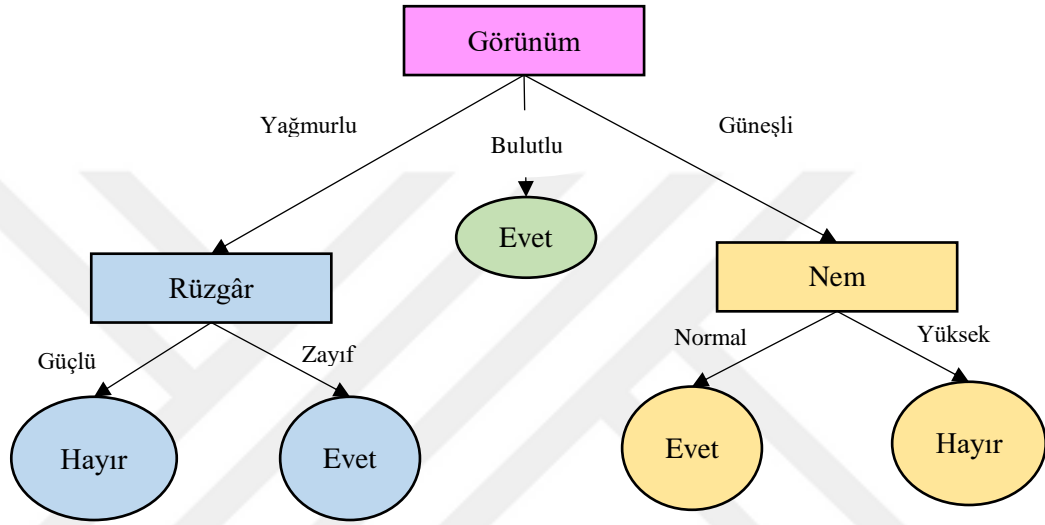 Görünüm
Yağmurlu
Bulutlu
Güneşli
Evet
Rüzgâr
Nem
Güçlü
Zayıf
Normal
Yüksek
Hayır
Evet
Evet
Hayır